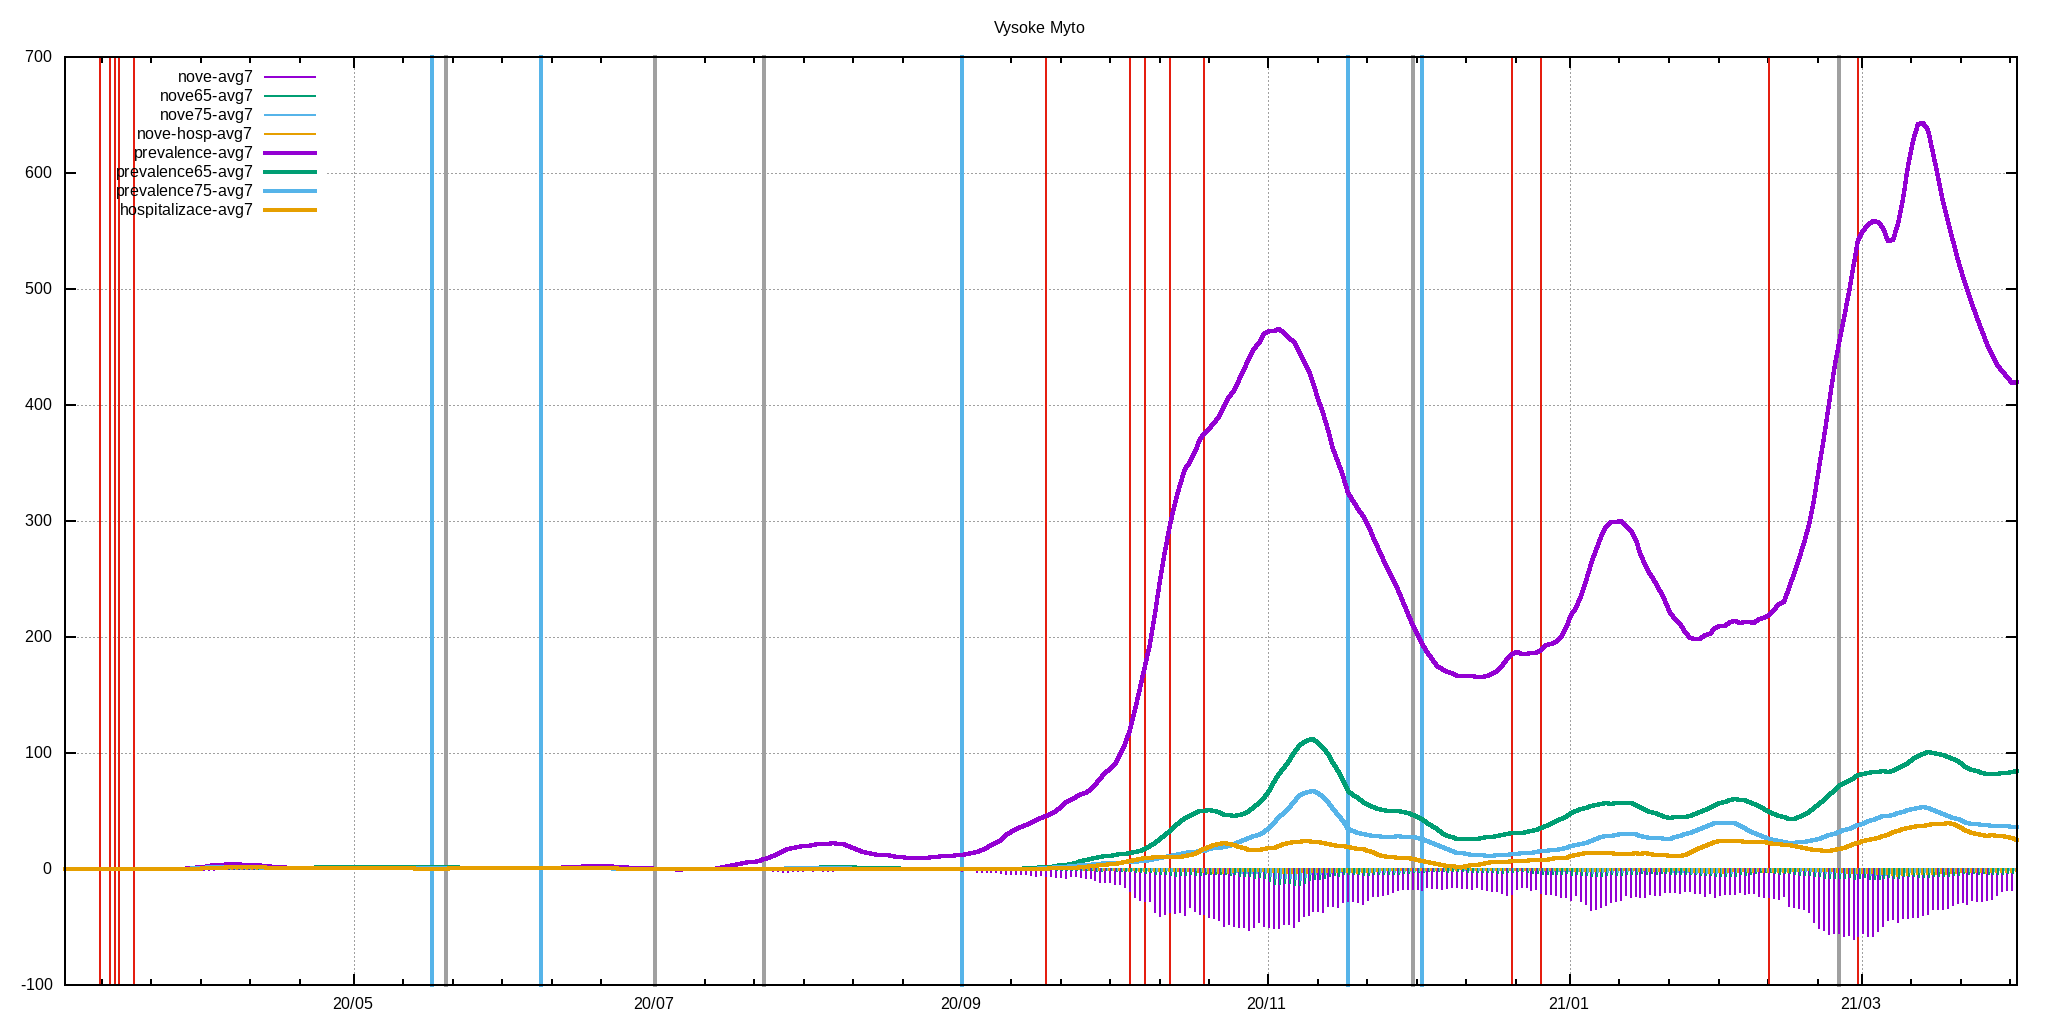 Vysoke Myto
700
600
500
400
300
200
100
0
-100
nove-avg7
nove65-avg7
nove75-avg7
nove-hosp-avg7
prevalence-avg7
prevalence65-avg7
prevalence75-avg7
hospitalizace-avg7
20/05
20/07
20/09
20/11
21/01
21/03